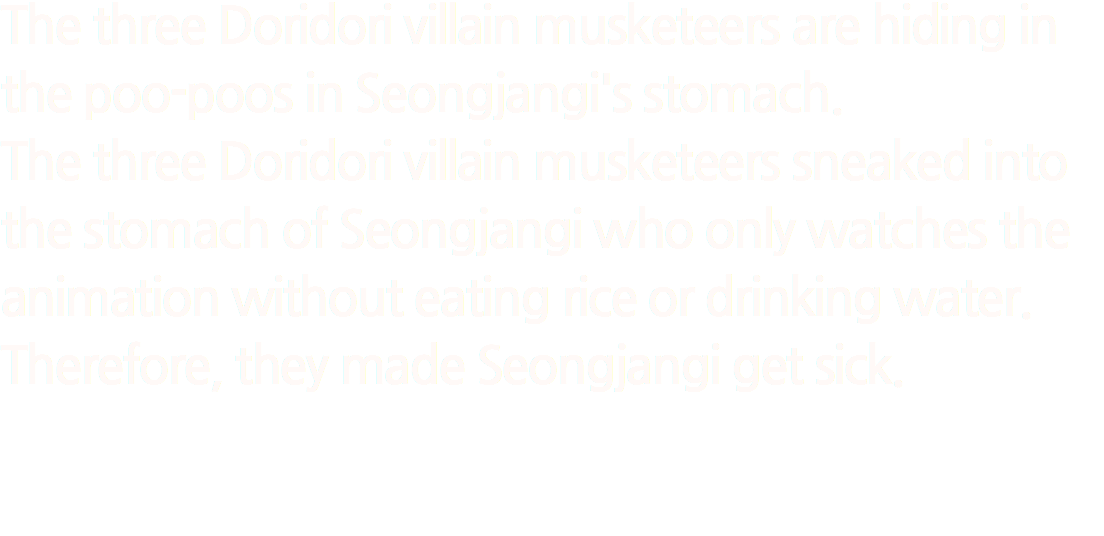 The three Doridori villain musketeers are hiding in
the poo-poos in Seongjangi's stomach.
The three Doridori villain musketeers sneaked into
the stomach of Seongjangi who only watches the
animation without eating rice or drinking water.
Therefore, they made Seongjangi get sick.